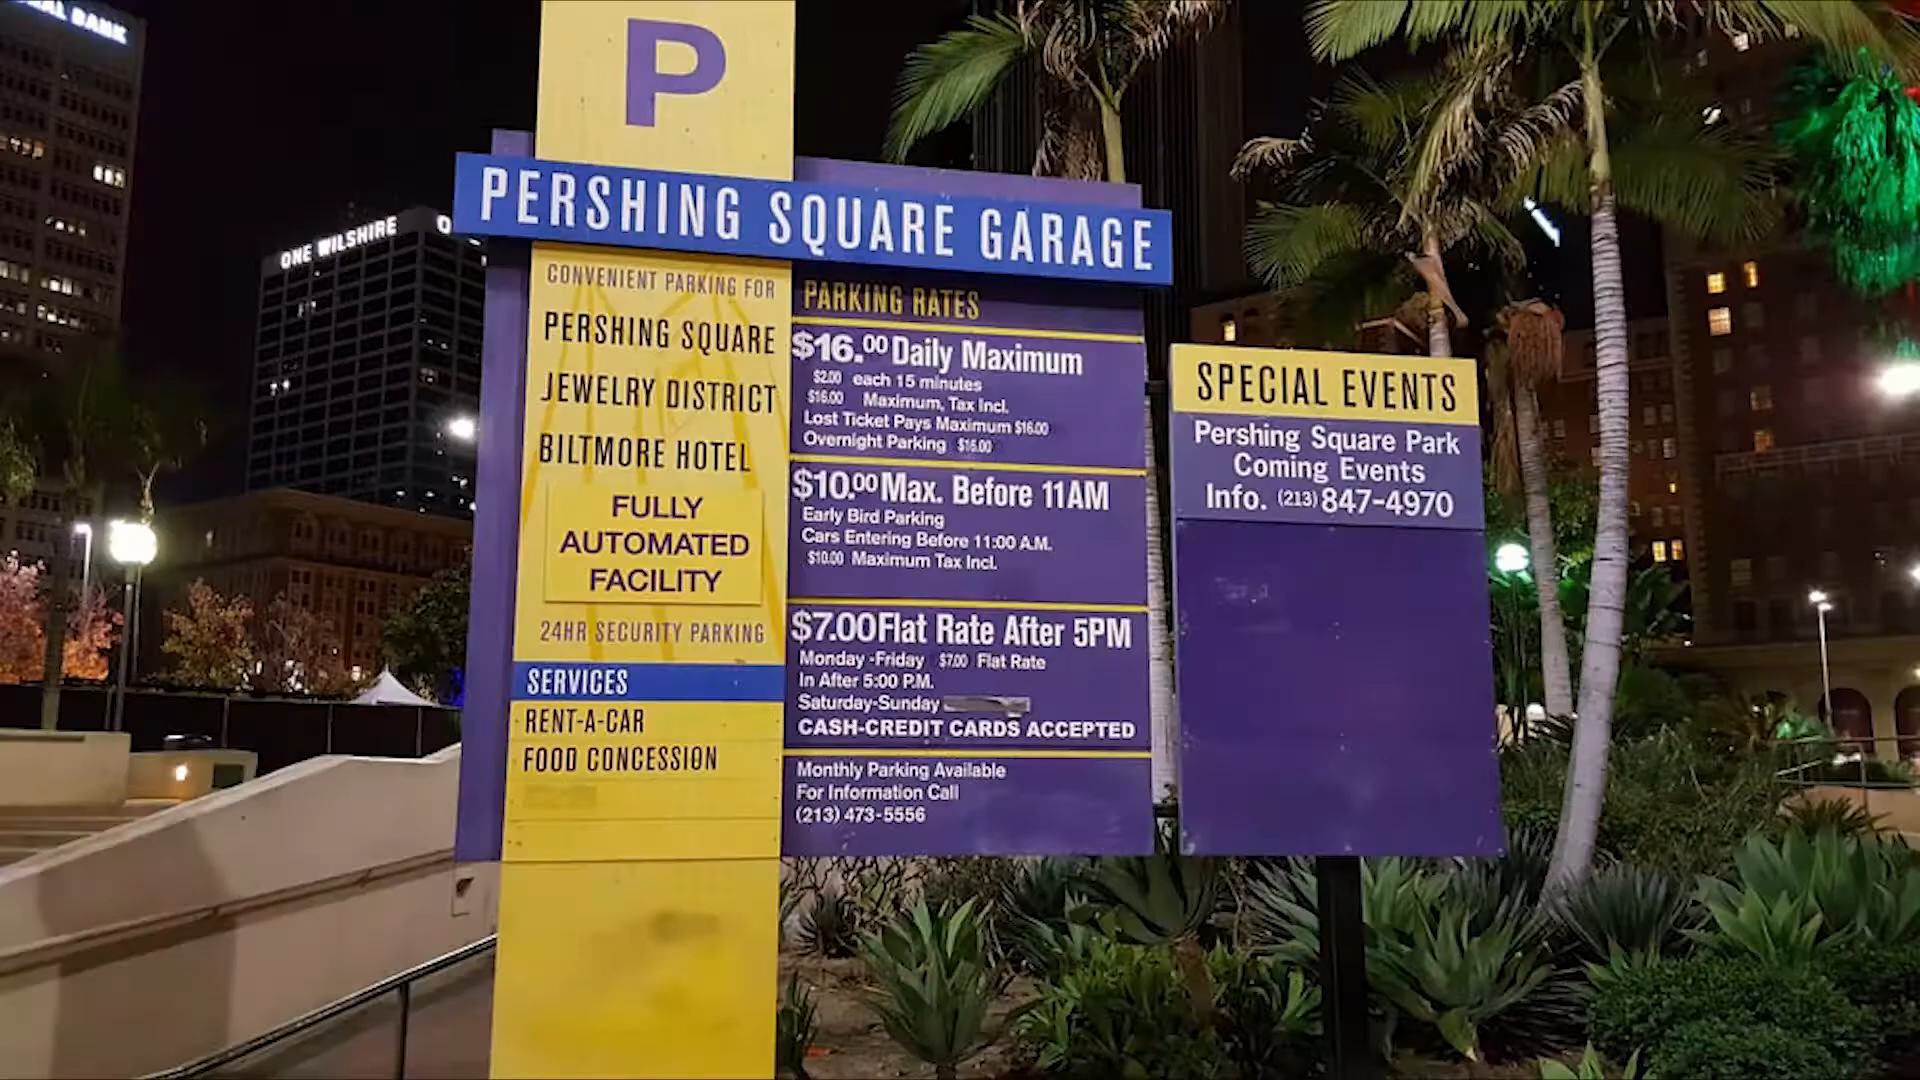 AL BANK
ONE WILSHIRE
O
P
PERSHING SQUARE GARAGE
CONVENIENT PARKING FOR
PERSHING SQUARE
JEWELRY DISTRICT
BILTMORE HOTEL
FULLY
AUTOMATED
FACILITY
24HR SECURITY PARKING
SERVICES
RENT-A-CAR
FOOD CONCESSION
PARKING RATES
$16.00 Daily Maximum
$2.00 each 15 minutes
$16.00 Maximum, Tax Incl.
Lost Ticket Pays Maximum $16.00
Overnight Parking $16.00
$10.00 Max. Before 11AM
Early Bird Parking
Cars Entering Before 11:00 A.M.
$10.00 Maximum Tax Incl.
$7.00 Flat Rate After 5PM
Monday-Friday $7.00 Flat Rate
In After 5:00 P.M.
Saturday-Sunday
CASH-CREDIT CARDS ACCEPTED
Monthly Parking Available
For Information Call
(213) 473-5556
SPECIAL EVENTS
Pershing Square Park
Coming Events
Info. (213) 847-4970